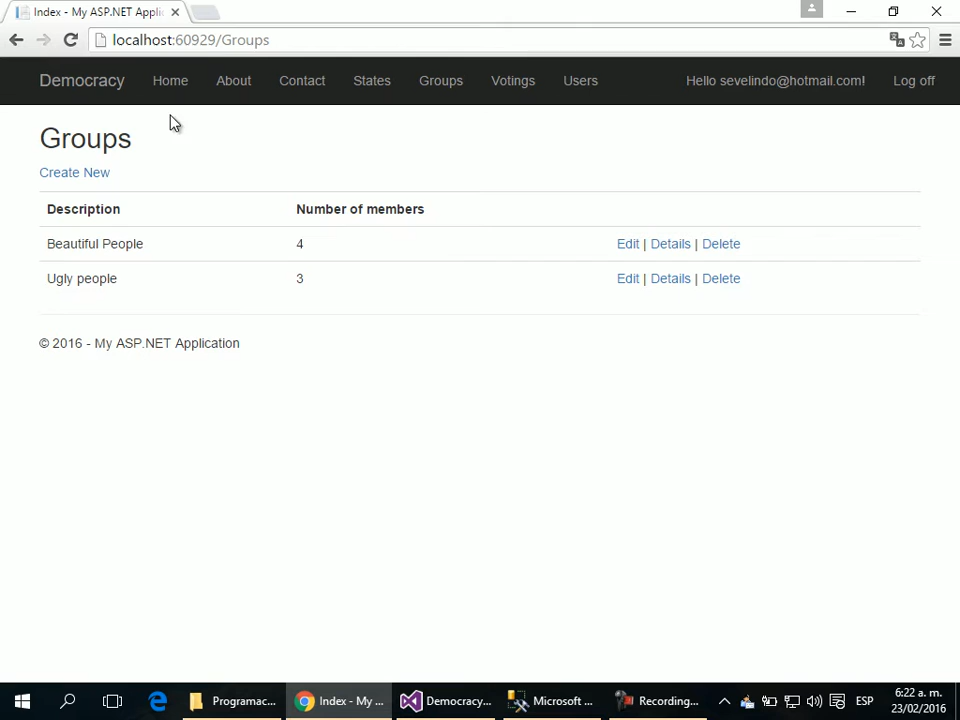 Index - My ASP.NET Applic
localhost:60929/Groups
Democracy Home About Contact States Groups Votings Users Hello sevelindo@hotmail.com! Log off
Groups
Create New
Description Number of members
Beautiful People 4 Edit | Details | Delete
Ugly people 3 Edit | Details | Delete
© 2016 - My ASP.NET Application
Programac... Index - My ... Democracy... Microsoft ... Recording... ESP 6:22 a. m.
23/02/2016